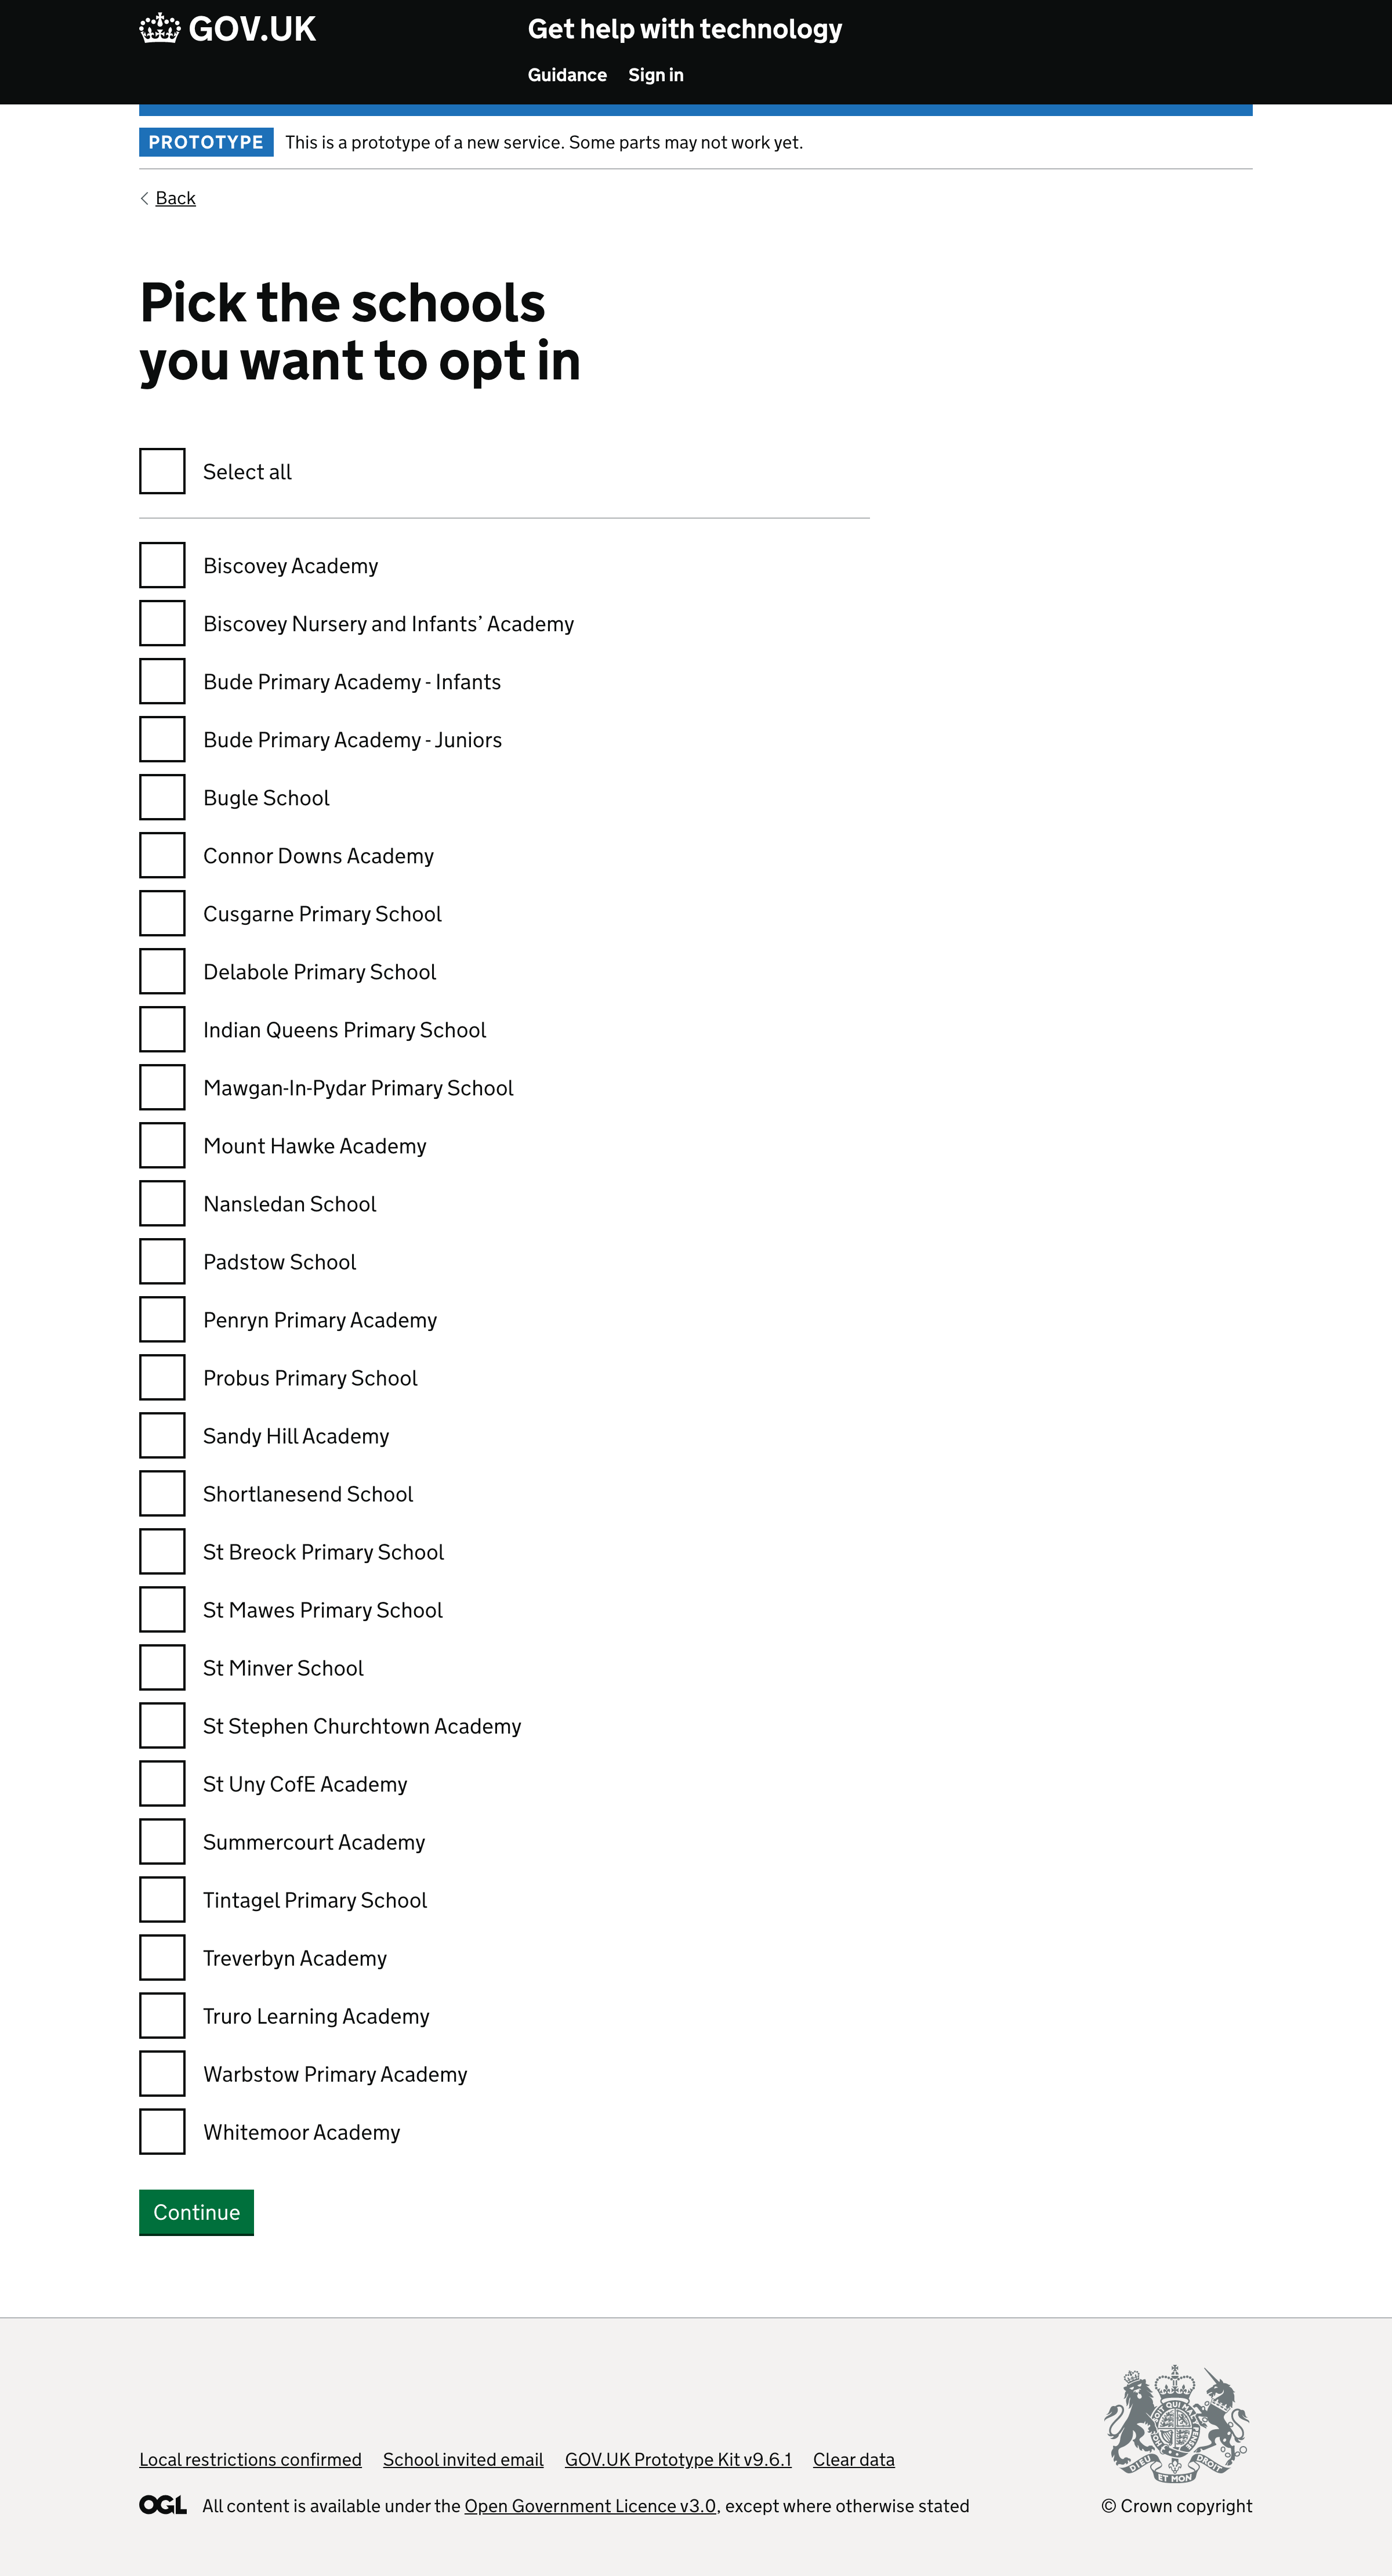 GOV.UK
Get help with technology
Guidance Sign in
PROTOTYPE This is a prototype of a new service. Some parts may not work yet.
Back
Pick the schools
you want to opt in
Select all
Biscovey Academy
Biscovey Nursery and Infants’ Academy
Bude Primary Academy - Infants
Bude Primary Academy - Juniors
Bugle School
Connor Downs Academy
Cusgarne Primary School
Delabole Primary School
Indian Queens Primary School
Mawgan-In-Pydar Primary School
Mount Hawke Academy
Nansledan School
Padstow School
Penryn Primary Academy
Probus Primary School
Sandy Hill Academy
Shortlanesend School
St Breock Primary School
St Mawes Primary School
St Minver School
St Stephen Churchtown Academy
St Uny CofE Academy
Summercourt Academy
Tintagel Primary School
Treverbyn Academy
Truro Learning Academy
Warbstow Primary Academy
Whitemoor Academy
Continue
Local restrictions confirmed School invited email GOV.UK Prototype Kit v9.6.1 Clear data
OGL All content is available under the Open Government Licence v3.0, except where otherwise stated
DIEU ET MON DROIT
© Crown copyright